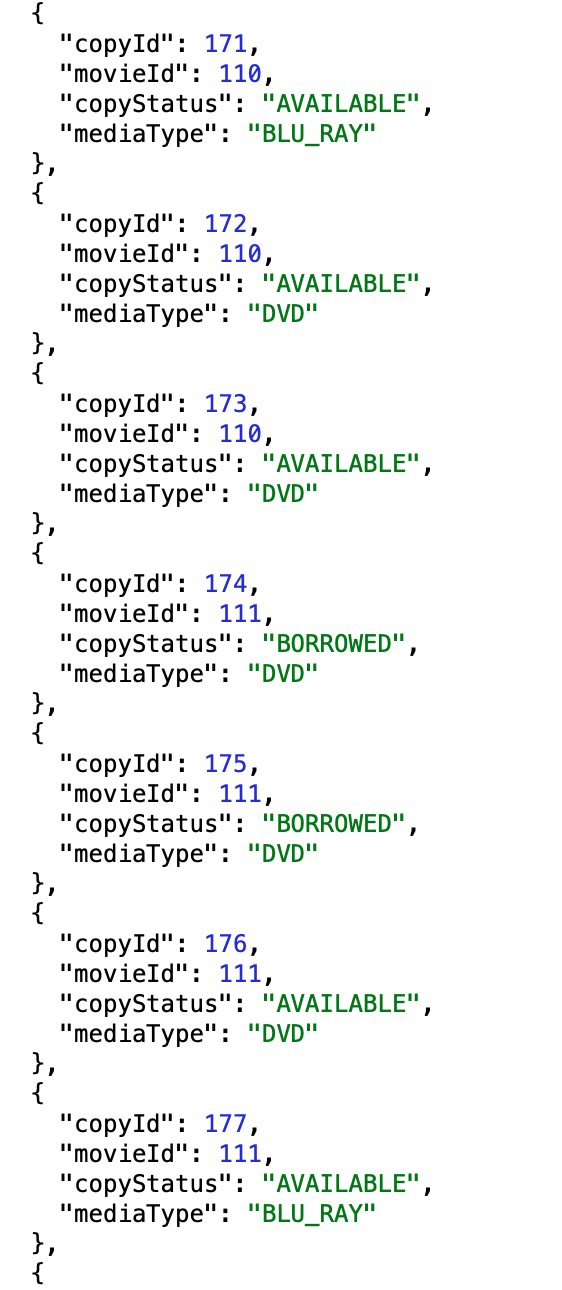 {
"copyId": 171,
"movieId": 110,
"copyStatus": "AVAILABLE",
"mediaType": "BLU_RAY"
},
{
"copyId": 172,
"movieId": 110,
"copyStatus": "AVAILABLE",
"mediaType": "DVD"
},
{
"copyId": 173,
"movieId": 110,
"copyStatus": "AVAILABLE",
"mediaType": "DVD"
},
{
"copyId": 174,
"movieId": 111,
"copyStatus": "BORROWED",
"mediaType": "DVD"
},
{
"copyId": 175,
"movieId": 111,
"copyStatus": "BORROWED",
"mediaType": "DVD"
},
{
"copyId": 176,
"movieId": 111,
"copyStatus": "AVAILABLE",
"mediaType": "DVD"
},
{
"copyId": 177,
"movieId": 111,
"copyStatus": "AVAILABLE",
"mediaType": "BLU_RAY"
},
{